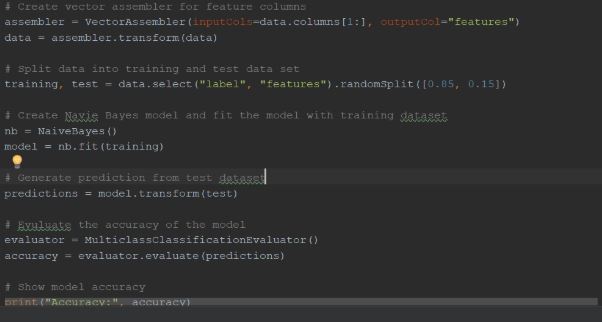 # Create vector assembler for feature columns
assembler = VectorAssembler(inputCols=data.columns[1:], outputCol="features")
data = assembler.transform(data)
# Split data into training and test data set
training, test = data.select("label", "features").randomSplit([0.85, 0.15])
# Create Navie Bayes model and fit the model with training dataset
nb = NaiveBayes()
model = nb.fit(training)
# Generate prediction from test dataset
predictions = model.transform(test)
# Evuluate the accuracy of the model
evaluator = MulticlassClassificationEvaluator()
accuracy = evaluator.evaluate(predictions)
# Show model accuracy
print("Accuracy:", accuracy)